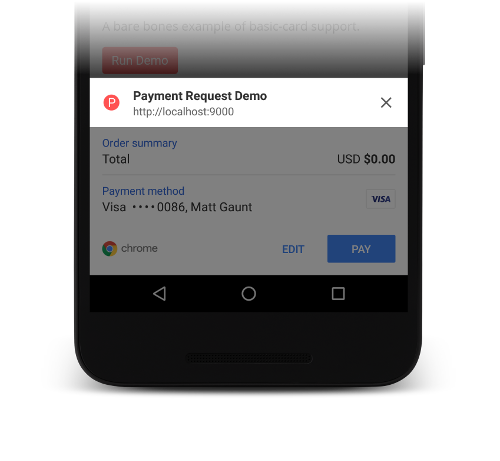 A bare bones example of basic-card support.
Run Demo
P
Payment Request Demo
http://localhost:9000
Order summary
Total USD $0.00
Payment method
Visa ••••0086, Matt Gaunt VISA
chrome EDIT PAY